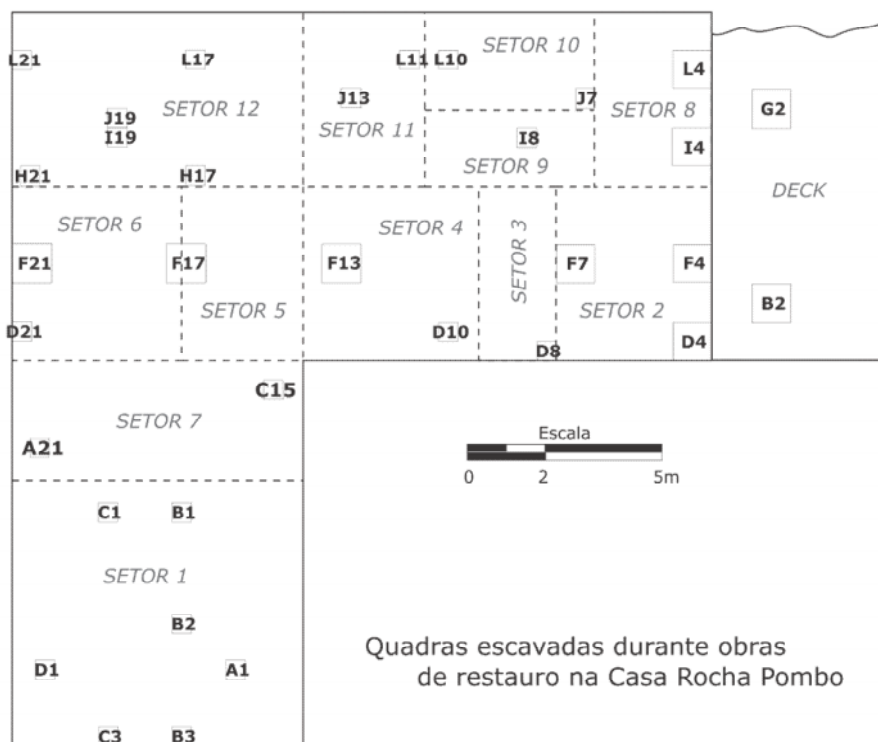 SETOR 10
L21
L17
L11
L10
L4
J19
SETOR 12
J13
J7
SETOR 8
G2
I19
SETOR 11
I8
I4
H21
H17
SETOR 9
DECK
SETOR 6
SETOR 4
SETOR 3
F21
F17
F13
F7
F4
SETOR 5
SETOR 2
B2
D21
D10
D8
D4
C15
SETOR 7
A21
Escala
0 2 5m
C1
B1
SETOR 1
B2
D1
A1
C3
B3
Quadras escavadas durante obras
de restauro na Casa Rocha Pombo